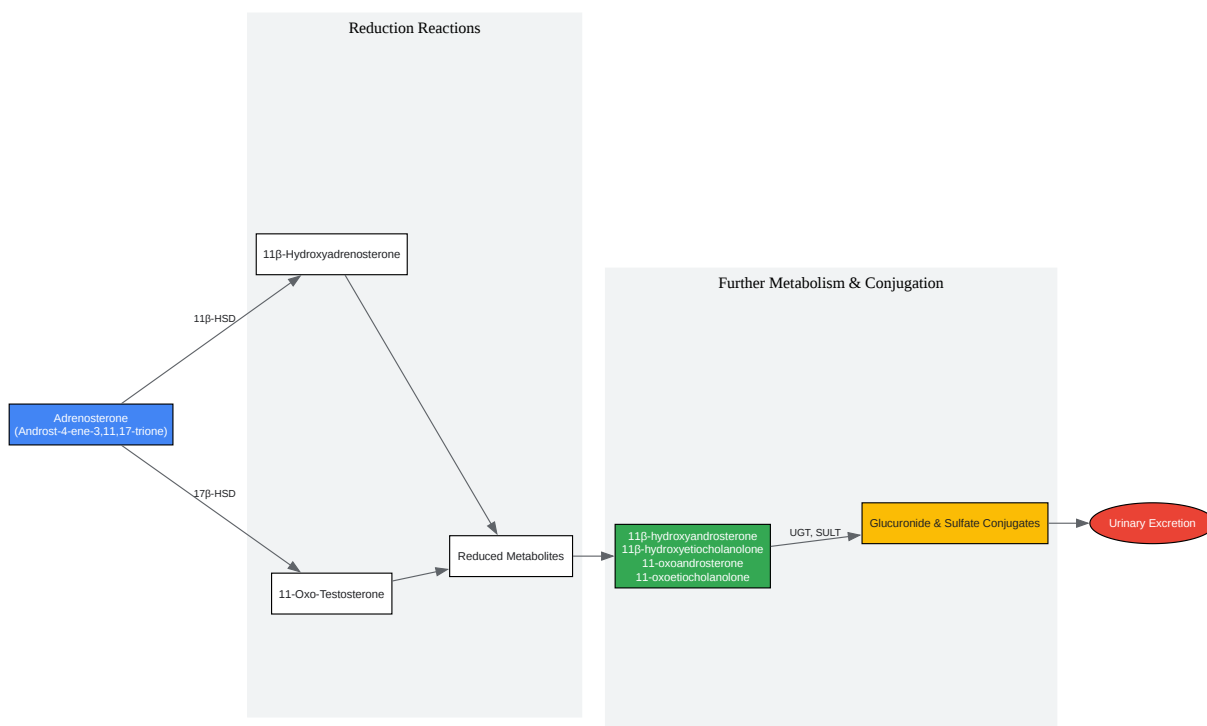 Reduction Reactions
11β-Hydroxyadrenosterone
Further Metabolism & Conjugation
11β-HSD
Adrenosterone
(Androst-4-ene-3,11,17-trione)
17β-HSD
Reduced Metabolites
11-Oxo-Testosterone
11β-hydroxyandrosterone
11β-hydroxyetiocholanolone
11-oxoandrosterone
11-oxoetiocholanolone
UGT, SULT
Glucuronide & Sulfate Conjugates
Urinary Excretion